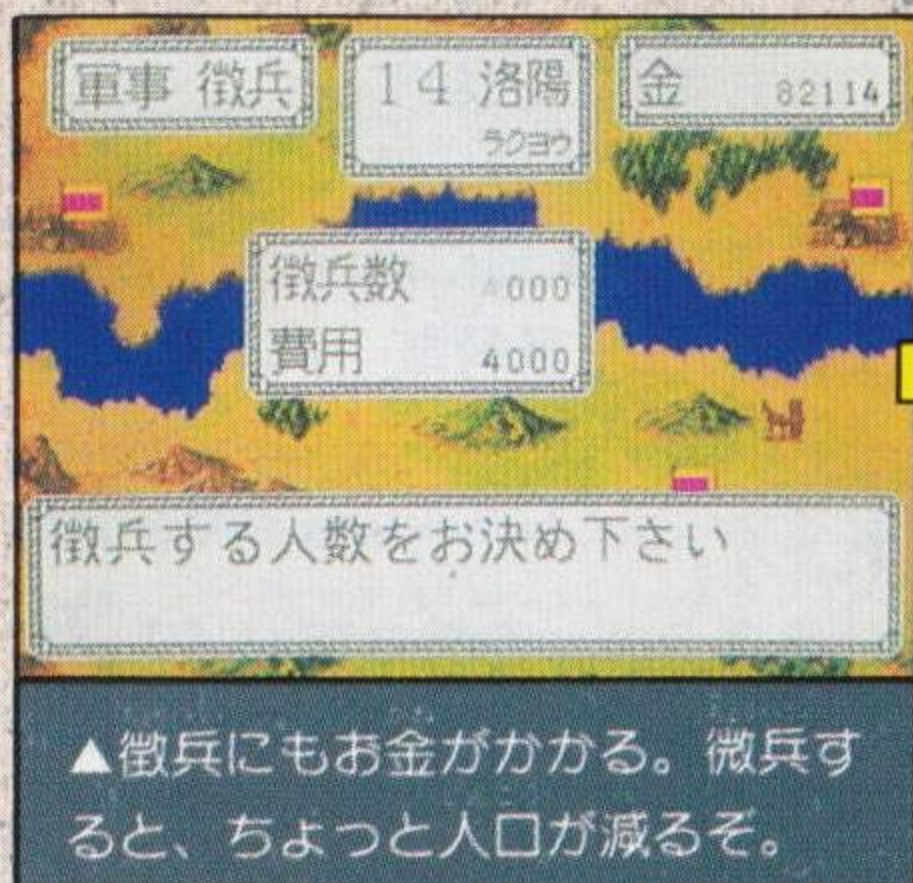 軍事 徴兵
14 洛陽
ラクヨウ
金 82114
徴兵数 4000
費用 4000
徴兵する人数をお決め下さい
▲徴兵にもお金がかかる。微兵す
ると、ちょっと人口が減るぞ。